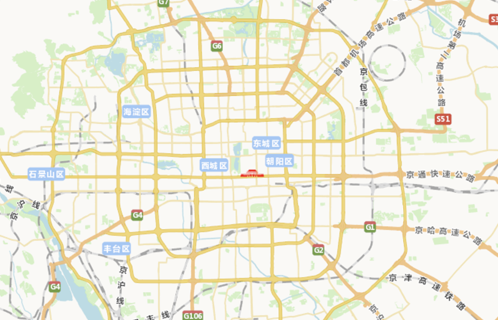 G7
S3
G6
首都机场高速公路
机场第二高速公路
京包线
海淀区
S51
东城区
西城区
朝阳区
石景山区
京通快速公路
G4
G1
京哈高速公路
丰台区
G2
京沪线
京津高速铁路
G4
G106
丰